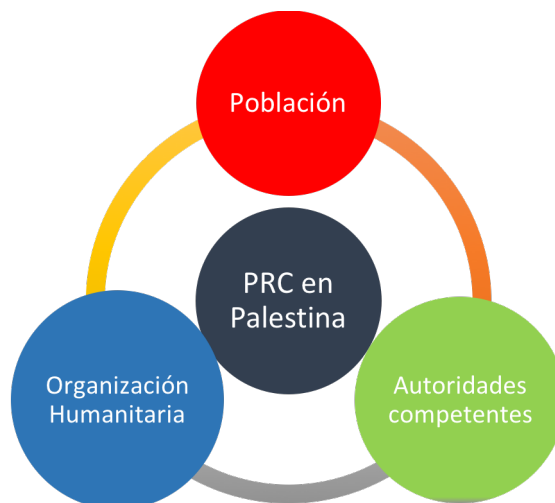 Población
PRC en
Palestina
Organización
Humanitaria
Autoridades
competentes